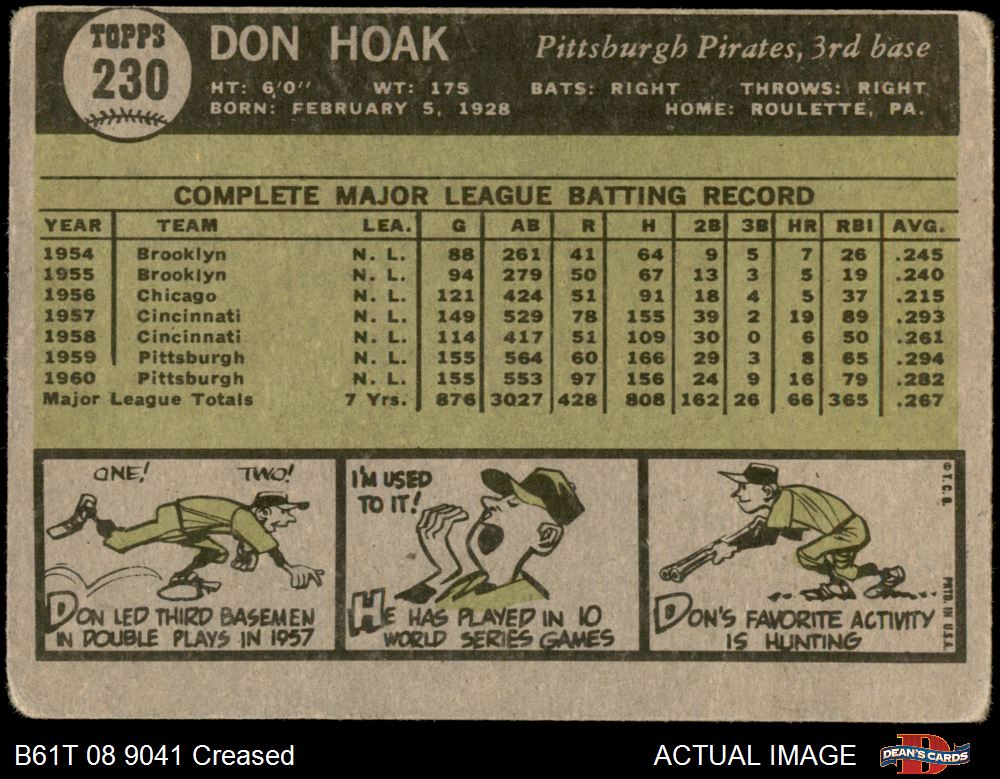 TOPPS
230
DON HOAK Pittsburgh Pirates, 3rd base
HT: 6'0" WT: 175 BATS: RIGHT THROWS: RIGHT
BORN: FEBRUARY 5, 1928 HOME: ROULETTE, PA.
COMPLETE MAJOR LEAGUE BATTING RECORD
YEAR TEAM LEA. G AB R H 2B 3B HR RBI AVG.
1954 Brooklyn N. L. 88 261 41 64 9 5 7 26 .245
1955 Brooklyn N. L. 94 279 50 67 13 3 5 19 .240
1956 Chicago N. L. 121 424 51 91 18 4 5 37 .215
1957 Cincinnati N. L. 149 529 78 155 39 2 19 89 .293
1958 Cincinnati N. L. 114 417 51 109 30 0 6 50 .261
1959 Pittsburgh N. L. 155 564 60 166 29 3 8 65 .294
1960 Pittsburgh N. L. 155 553 97 156 24 9 16 79 .282
Major League Totals 7 Yrs. 876 3027 428 808 162 26 66 365 .267
ONE! TWO!
DON LED THIRD BASEMEN
IN DOUBLE PLAYS IN 1957
I'M USED
TO IT!
HE HAS PLAYED IN 10
WORLD SERIES GAMES
DON'S FAVORITE ACTIVITY
IS HUNTING
© T.C.G.
PRTD. IN U.S.A.
B61T 08 9041 Creased
ACTUAL IMAGE
DEAN'S CARDS